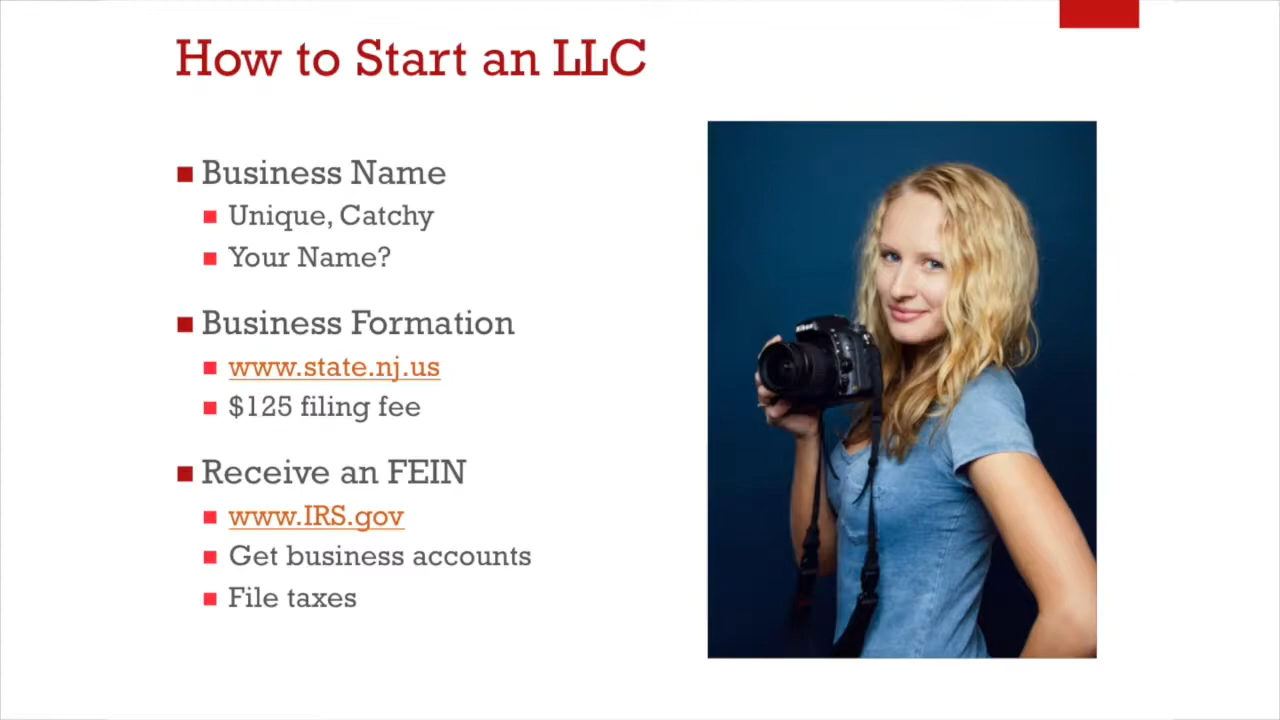 How to Start an LLC
Business Name
Unique, Catchy
Your Name?
Business Formation
www.state.nj.us
$125 filing fee
Receive an FEIN
www.IRS.gov
Get business accounts
File taxes
Nikon